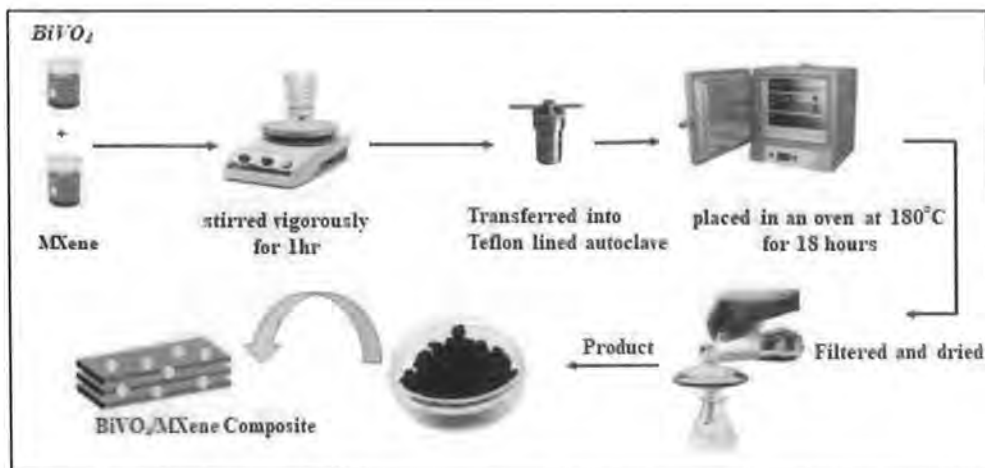 BiVO₄
+
MXene
stirred vigorously
for 1hr
Transferred into
Teflon lined autoclave
placed in an oven at 180°C
for 18 hours
Filtered and dried
Product
BiVO₄/MXene Composite